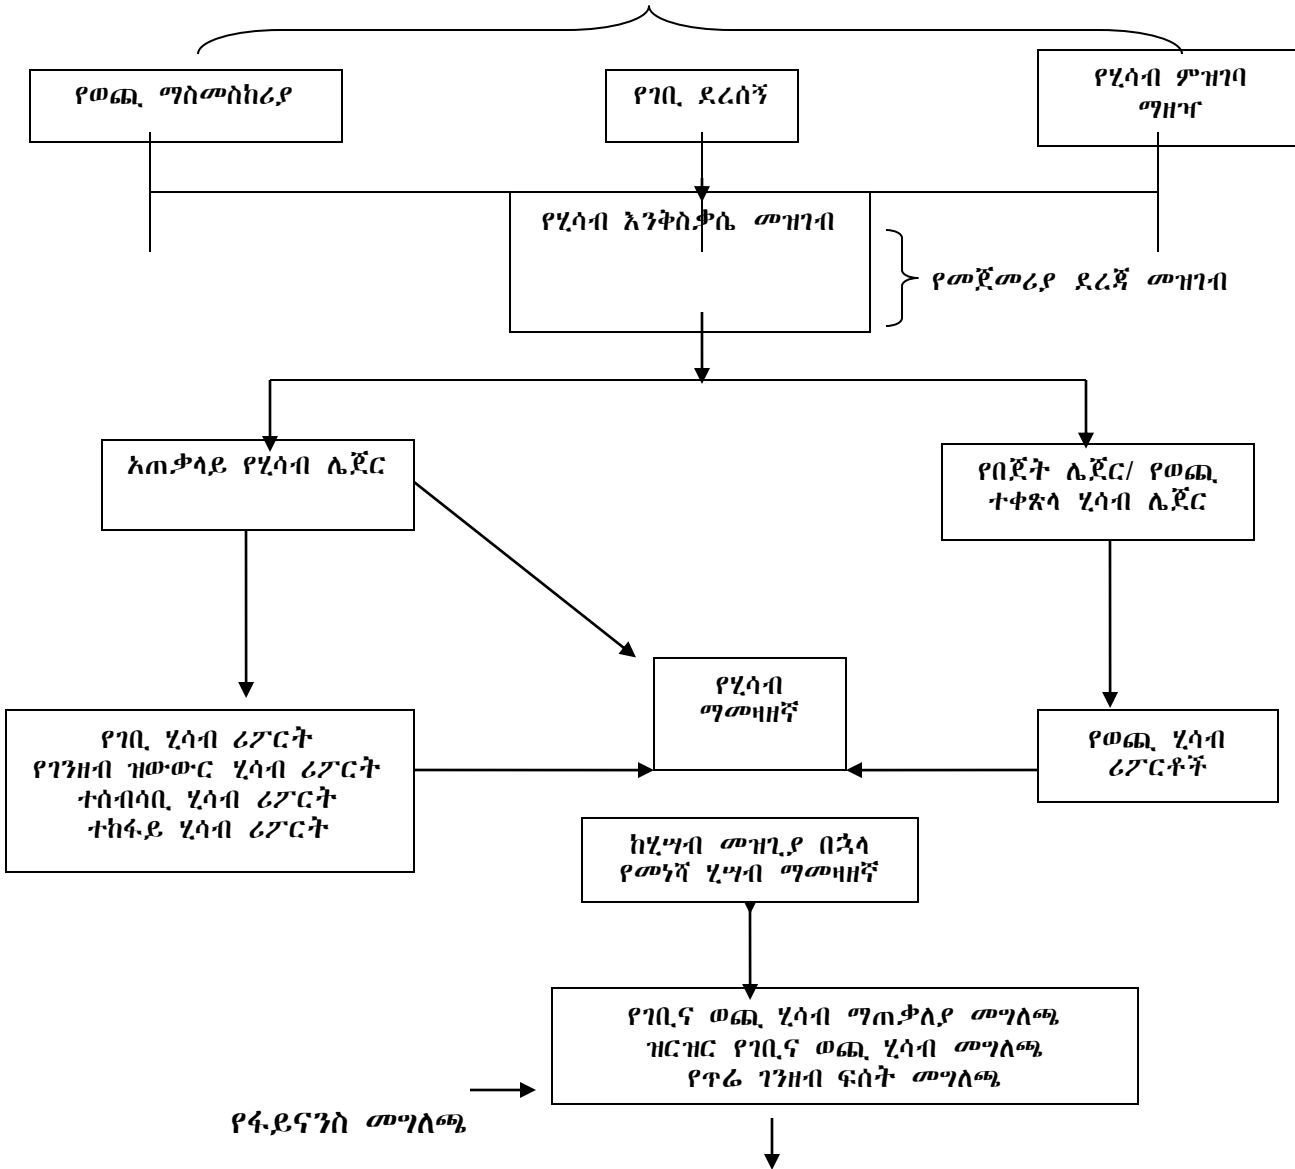 የወጪ ማስመስከሪያ
የገቢ ደረሰኝ
የሂሳብ ምዝገባ
ማዘዣ
የሂሳብ እንቅስቃሴ መዝገብ
የመጀመሪያ ደረጃ መዝገብ
አጠቃላይ የሂሳብ ሌጀር
የበጀት ሌጀር/ የወጪ
ተቀጽላ ሂሳብ ሌጀር
የሂሳብ
ማመዛዘኛ
የገቢ ሂሳብ ሪፖርት
የገንዘብ ዝውውር ሂሳብ ሪፖርት
ተሰብሳቢ ሂሳብ ሪፖርት
ተከፋይ ሂሳብ ሪፖርት
የወጪ ሂሳብ
ሪፖርቶች
ከሂሣብ መዝጊያ በኋላ
የመነሻ ሂሣብ ማመዛዘኛ
የገቢና ወጪ ሂሳብ ማጠቃለያ መግለጫ
ዝርዝር የገቢና ወጪ ሂሳብ መግለጫ
የጥሬ ገንዘብ ፍሰት መግለጫ
የፋይናንስ መግለጫ